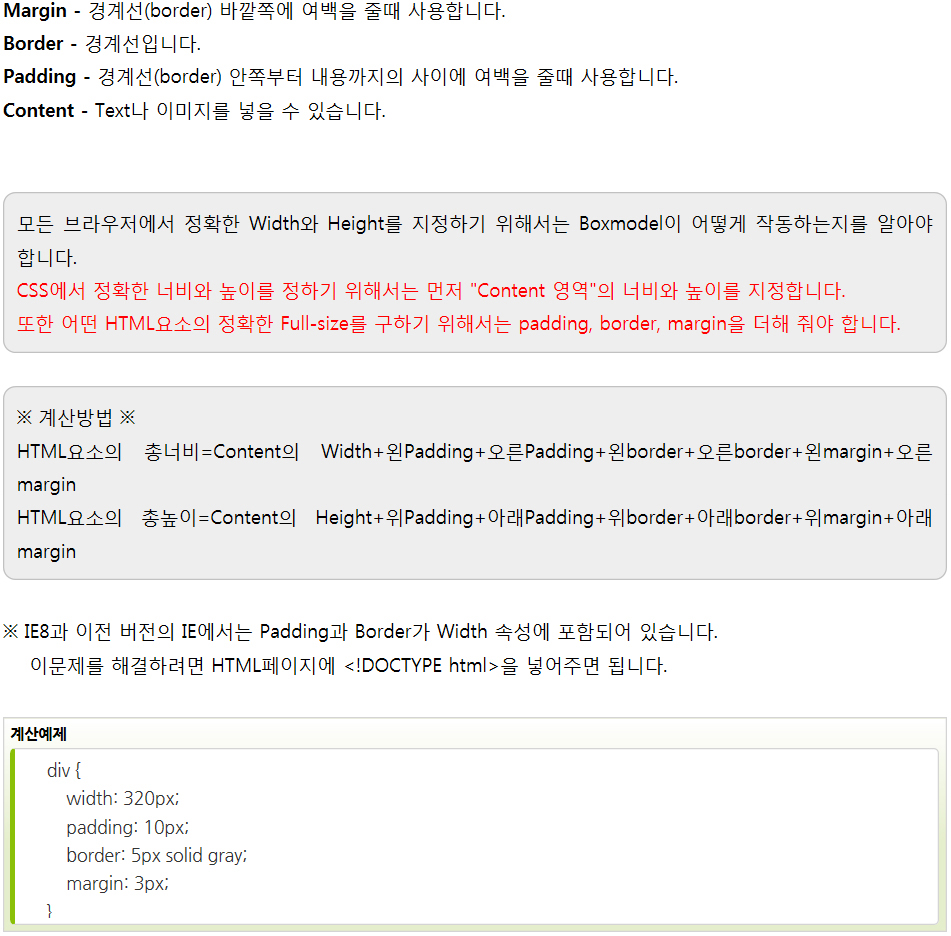 Margin - 경계선(border) 바깥쪽에 여백을 줄때 사용합니다.
Border - 경계선입니다.
Padding - 경계선(border) 안쪽부터 내용까지의 사이에 여백을 줄때 사용합니다.
Content - Text나 이미지를 넣을 수 있습니다.
모든 브라우저에서 정확한 Width와 Height를 지정하기 위해서는 Boxmodel이 어떻게 작동하는지를 알아야
합니다.
CSS에서 정확한 너비와 높이를 정하기 위해서는 먼저 "Content 영역"의 너비와 높이를 지정합니다.
또한 어떤 HTML요소의 정확한 Full-size를 구하기 위해서는 padding, border, margin을 더해 줘야 합니다.
※ 계산방법 ※
HTML요소의 총너비=Content의 Width+왼Padding+오른Padding+왼border+오른border+왼margin+오른
margin
HTML요소의 총높이=Content의 Height+위Padding+아래Padding+위border+아래border+위margin+아래
margin
※ IE8과 이전 버전의 IE에서는 Padding과 Border가 Width 속성에 포함되어 있습니다.
이문제를 해결하려면 HTML페이지에 <!DOCTYPE html>을 넣어주면 됩니다.
계산예제
div {
width: 320px;
padding: 10px;
border: 5px solid gray;
margin: 3px;
}